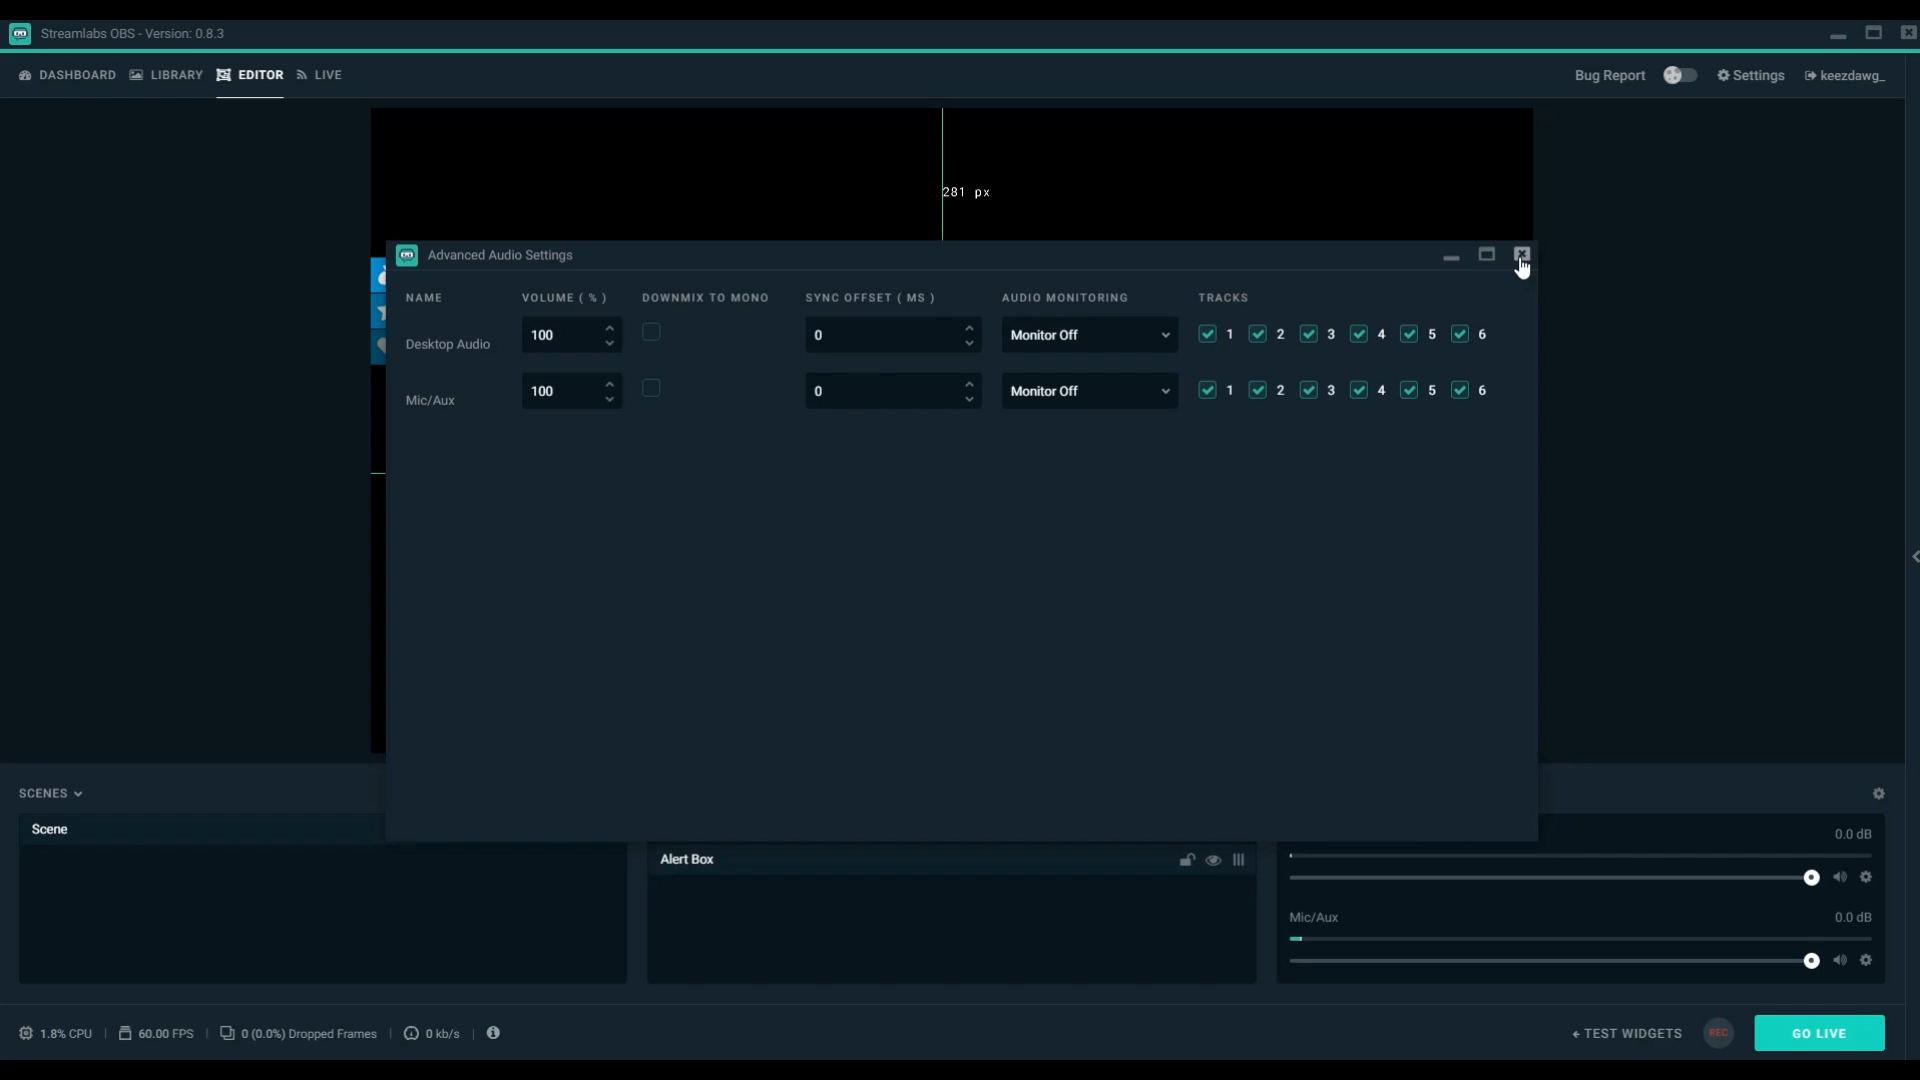 Streamlabs OBS - Version: 0.8.3
DASHBOARD LIBRARY EDITOR LIVE Bug Report Settings keezdawg_
281 px
Advanced Audio Settings
NAME VOLUME ( % ) DOWNMIX TO MONO SYNC OFFSET ( MS ) AUDIO MONITORING TRACKS
Desktop Audio 100 0 Monitor Off 1 2 3 4 5 6
Mic/Aux 100 0 Monitor Off 1 2 3 4 5 6
SCENES
Scene
0.0 dB
Alert Box
Mic/Aux 0.0 dB
1.8% CPU | 60.00 FPS | 0 (0.0%) Dropped Frames | 0 kb/s | TEST WIDGETS REC GO LIVE